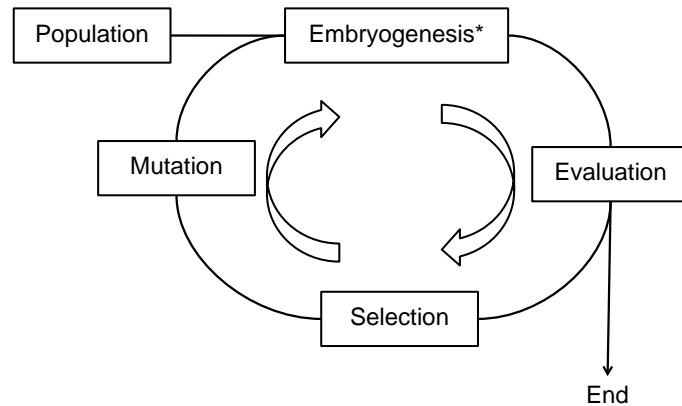 Population
Embryogenesis*
Mutation
Evaluation
Selection
End